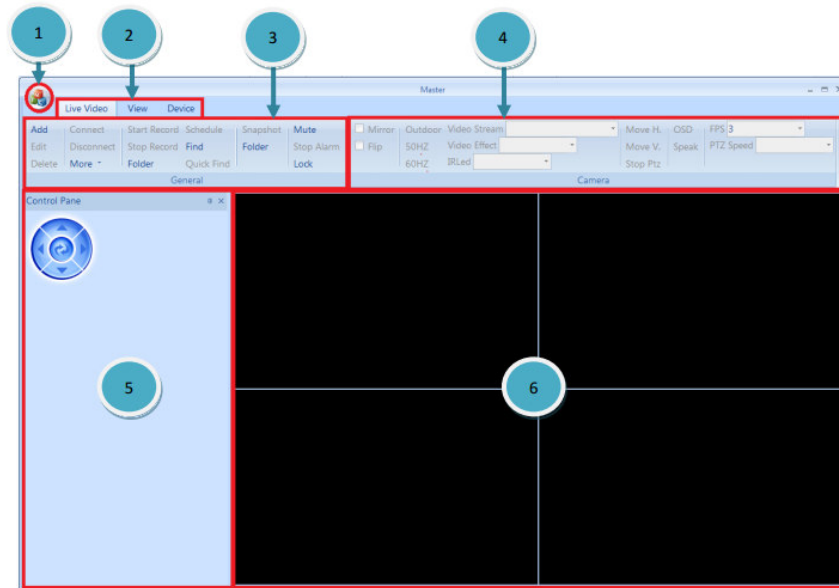 1 2 3 4
Master
Live Video View Device
Add Connect Start Record Schedule Snapshot Mute Mirror Outdoor Video Stream Move H. OSD FPS 3
Edit Disconnect Stop Record Find Folder Stop Alarm Flip 50HZ Video Effect Move V. Speak PTZ Speed
Delete More Folder Quick Find Lock 60HZ IRLed Stop Ptz
General Camera
Control Pane
5 6